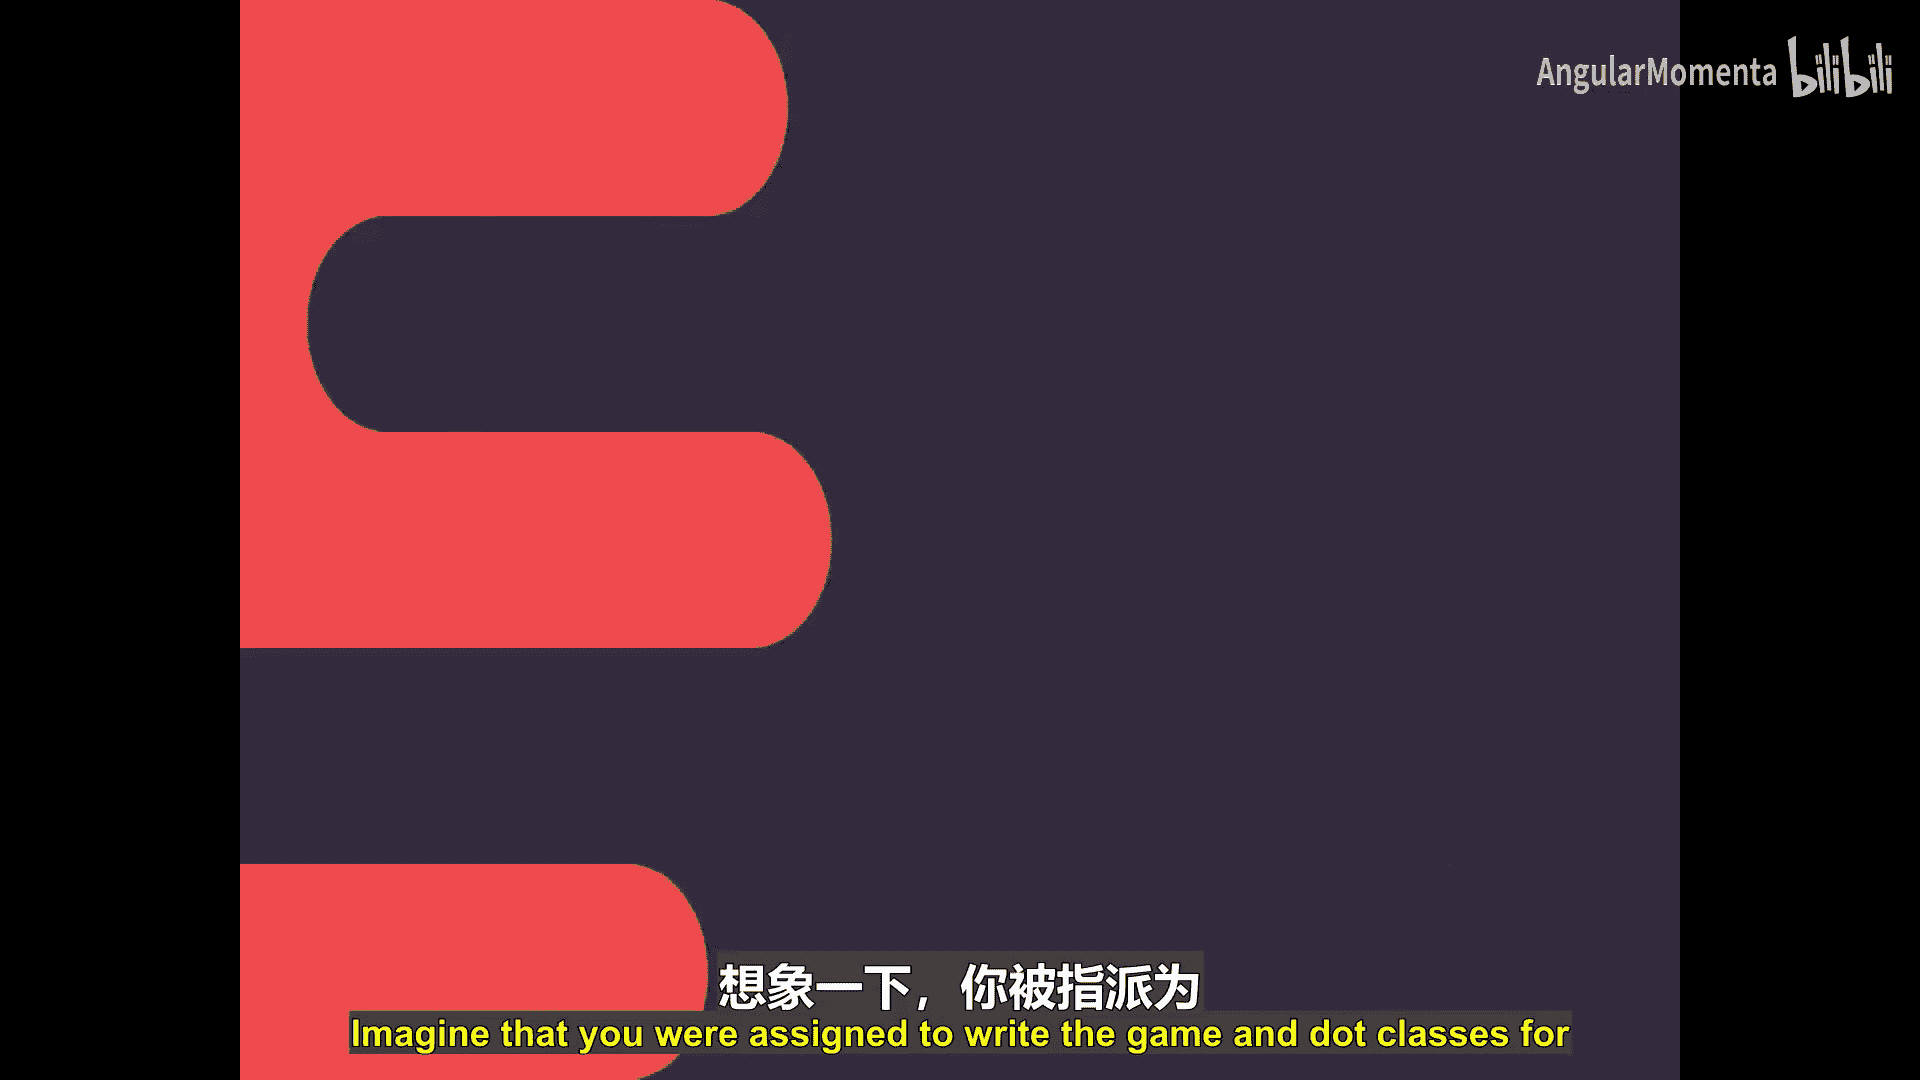 AngularMomenta bilibili
想象一下，你被指派为
Imagine that you were assigned to write the game and dot classes for